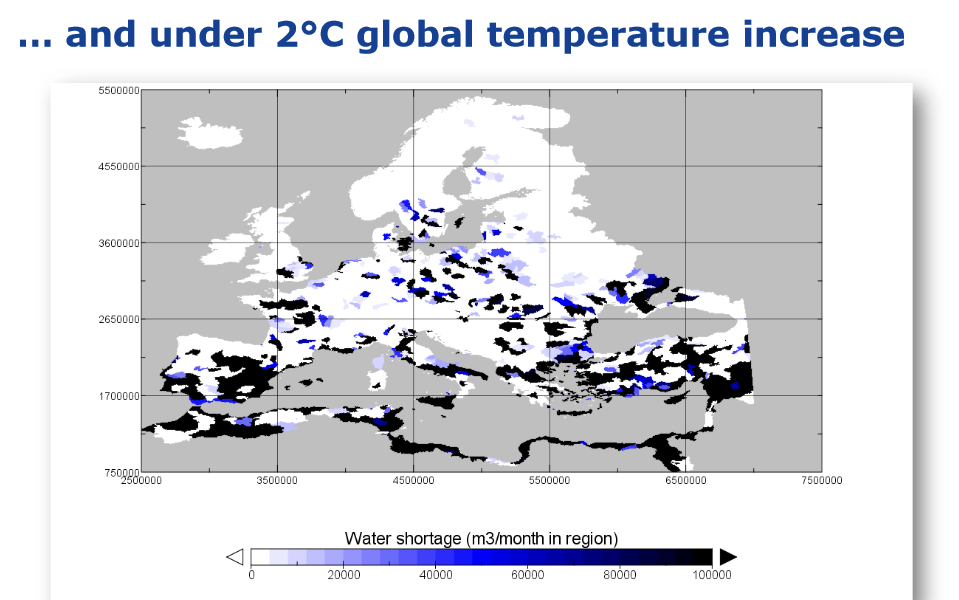 ... and under 2°C global temperature increase
5500000
4550000
3600000
2650000
1700000
750000
2500000 3500000 4500000 5500000 6500000 7500000
Water shortage (m3/month in region)
0 20000 40000 60000 80000 100000